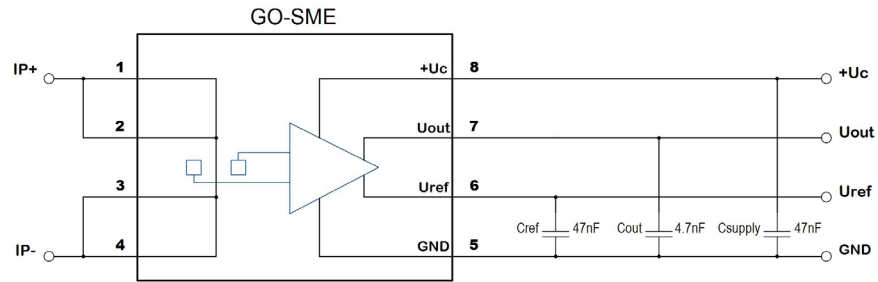 GO-SME
IP+ 1 +Uc 8 +Uc
2 Uout 7 Uout
3 Uref 6 Uref
Cref 47nF Cout 4.7nF Csupply 47nF
IP- 4 GND 5 GND